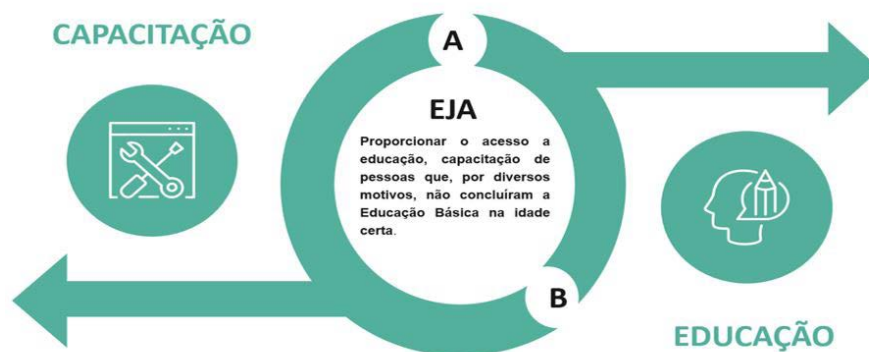 CAPACITAÇÃO
A
EJA
Proporcionar o acesso a
educação, capacitação de
pessoas que, por diversos
motivos, não concluíram a
Educação Básica na idade
certa.
B
EDUCAÇÃO